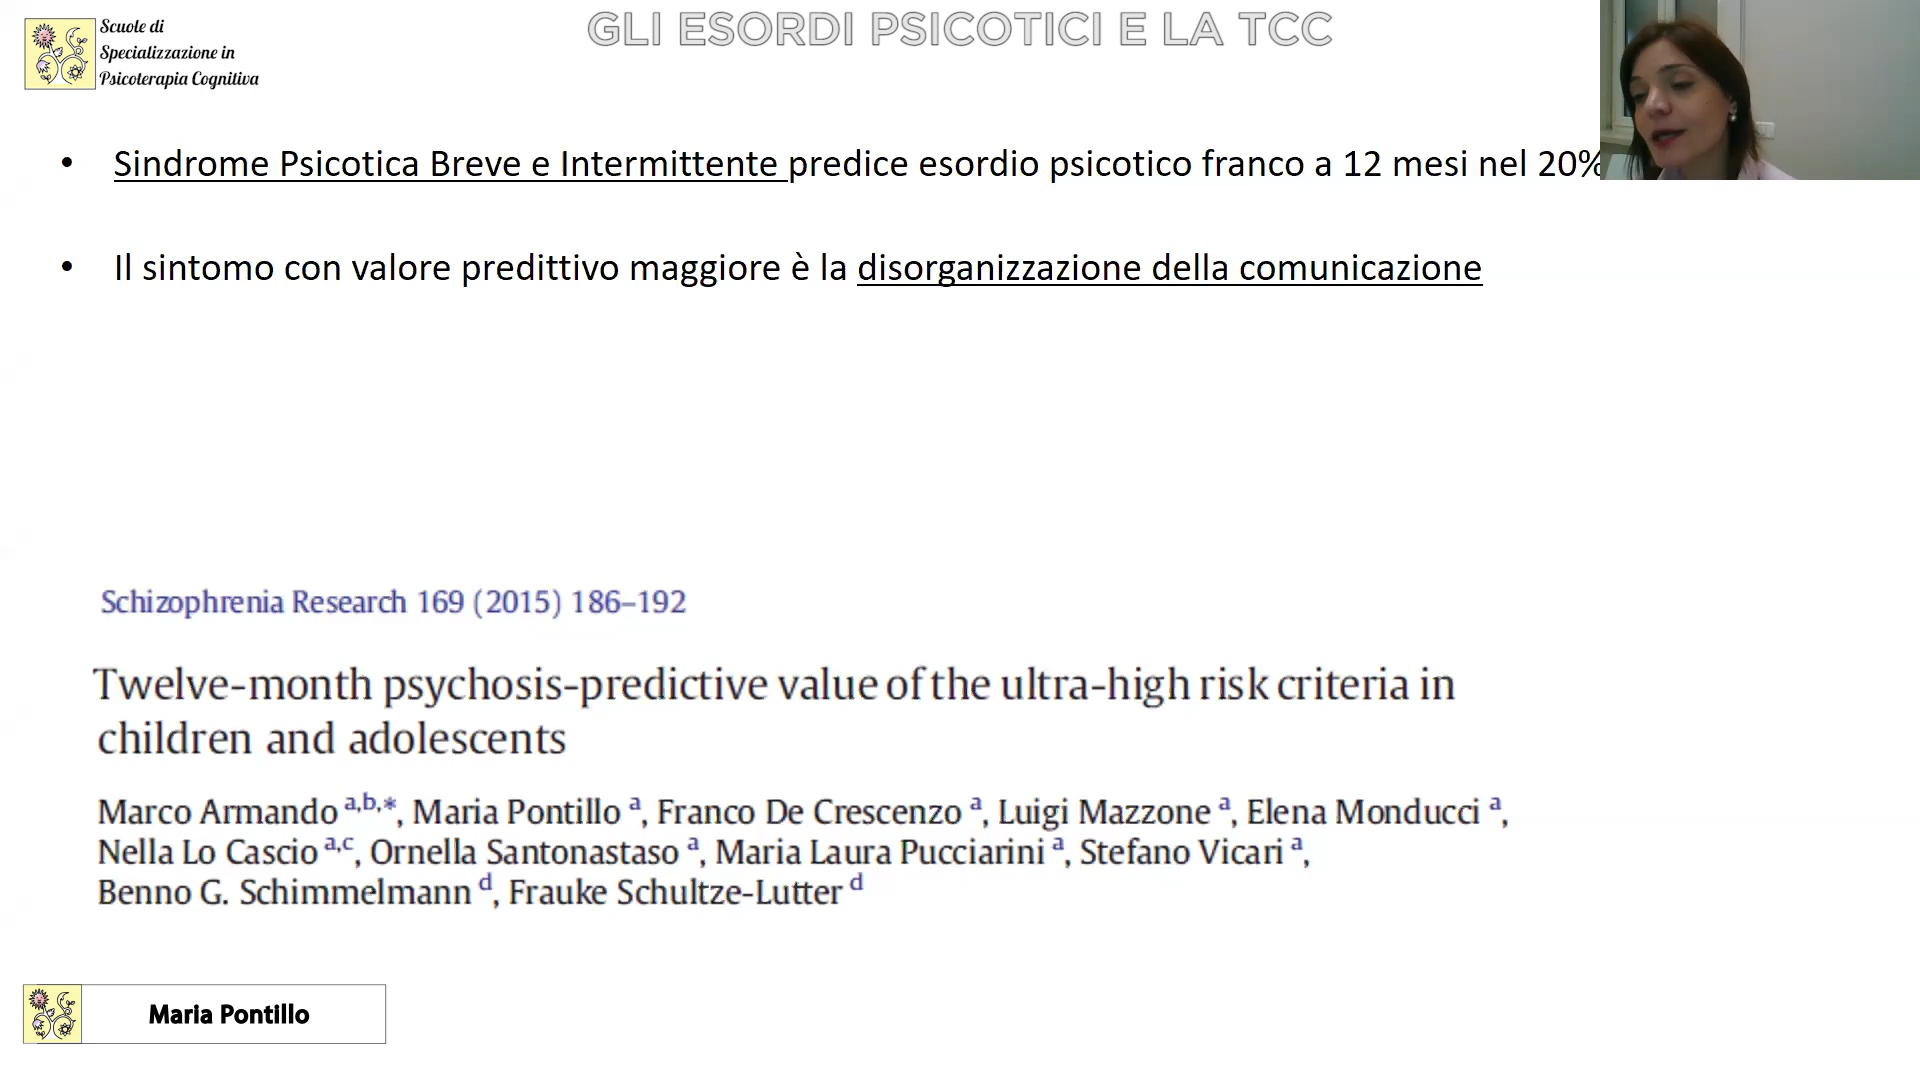 Scuole di
Specializzazione in
Psicoterapia Cognitiva
GLI ESORDI PSICOTICI E LA TCC
• Sindrome Psicotica Breve e Intermittente predice esordio psicotico franco a 12 mesi nel 20%
• Il sintomo con valore predittivo maggiore è la disorganizzazione della comunicazione
Schizophrenia Research 169 (2015) 186–192
Twelve-month psychosis-predictive value of the ultra-high risk criteria in
children and adolescents
Marco Armando a,b,*, Maria Pontillo a, Franco De Crescenzo a, Luigi Mazzone a, Elena Monducci a,
Nella Lo Cascio a,c, Ornella Santonastaso a, Maria Laura Pucciarini a, Stefano Vicari a,
Benno G. Schimmelmann d, Frauke Schultze-Lutter d
Maria Pontillo